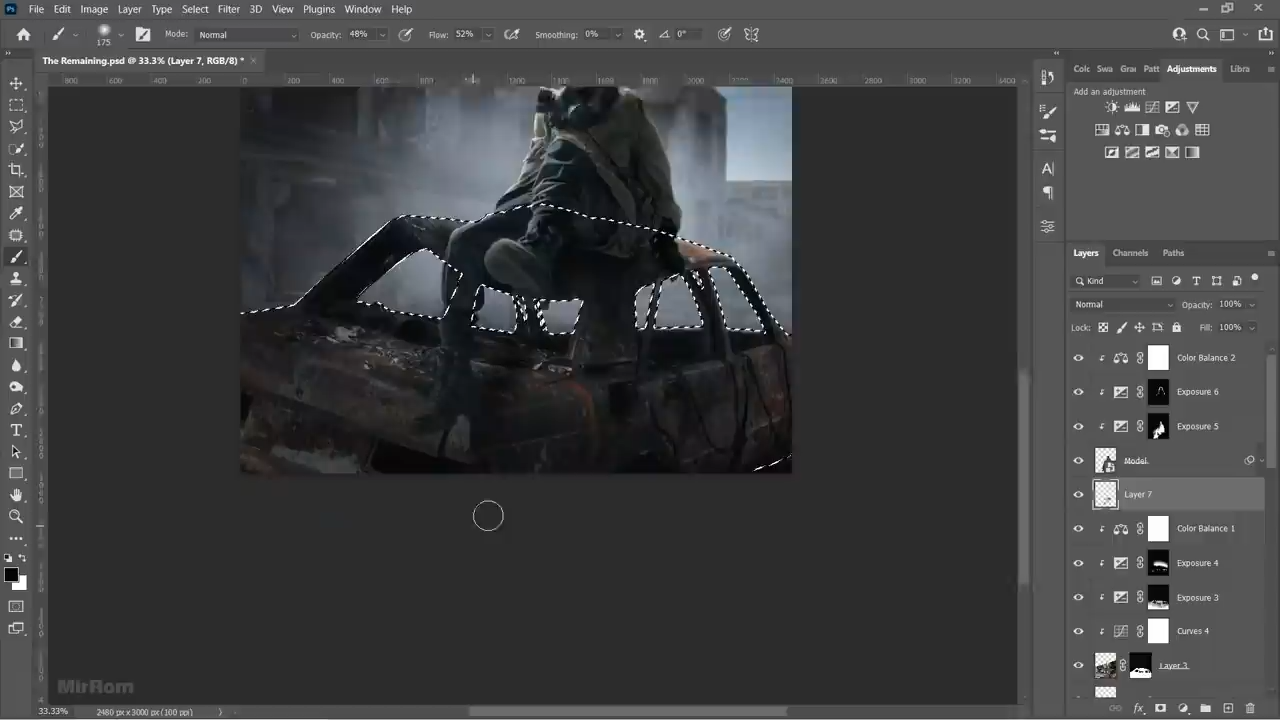 File Edit Image Layer Type Select Filter 3D View Plugins Window Help
175 Mode: Normal Opacity: 48% Flow: 52% Smoothing: 0% 0°
The Remaining.psd @ 33.3% (Layer 7, RGB/8) *
Adjustments Libra
Add an adjustment
Layers Channels Paths
Kind
Normal Opacity: 100%
Lock: Fill: 100%
Color Balance 2
Exposure 6
Exposure 5
Model
Layer 7
Color Balance 1
Exposure 4
Exposure 3
Curves 4
Layer 3
MirRom
33.33% 2480 px x 3000 px (100 ppi)